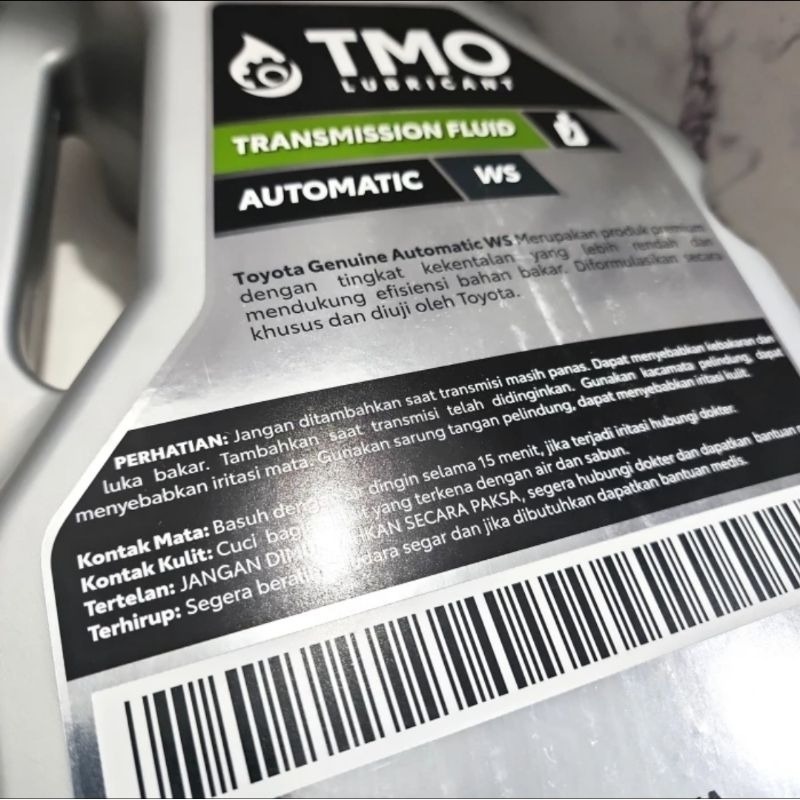 TMO
LUBRICANT
TRANSMISSION FLUID
AUTOMATIC WS
Toyota Genuine Automatic WS Merupakan produk premium
dengan tingkat kekentalan yang lebih rendah dan
mendukung efisiensi bahan bakar. Diformulasikan secara
khusus dan diuji oleh Toyota.
PERHATIAN: Jangan ditambahkan saat transmisi masih panas. Dapat menyebabkan kebakaran dan
luka bakar. Tambahkan saat transmisi telah didinginkan. Gunakan kacamata pelindung, dapat
menyebabkan iritasi mata. Gunakan sarung tangan pelindung, dapat menyebabkan iritasi kulit.
Kontak Mata: Basuh dengan air dingin selama 15 menit, jika terjadi iritasi hubungi dokter.
Kontak Kulit: Cuci yang terkena dengan air dan sabun.
Tertelan: JANGAN SECARA PAKSA, segera hubungi dokter dan dapatkan bantuan
Terhirup: Segera udara segar dan jika dibutuhkan dapatkan bantuan medis.